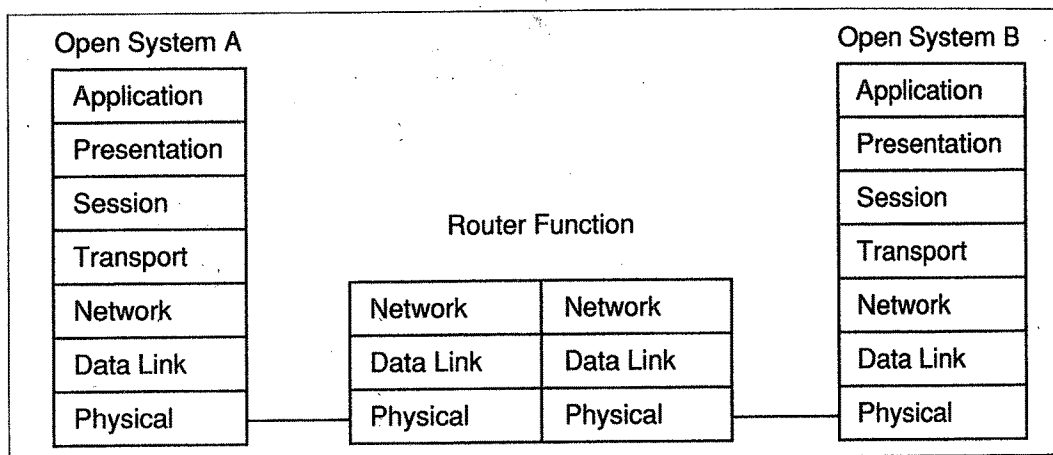 Open System A
Application
Presentation
Session
Transport
Network
Data Link
Physical
Router Function
Network Network
Data Link Data Link
Physical Physical
Open System B
Application
Presentation
Session
Transport
Network
Data Link
Physical